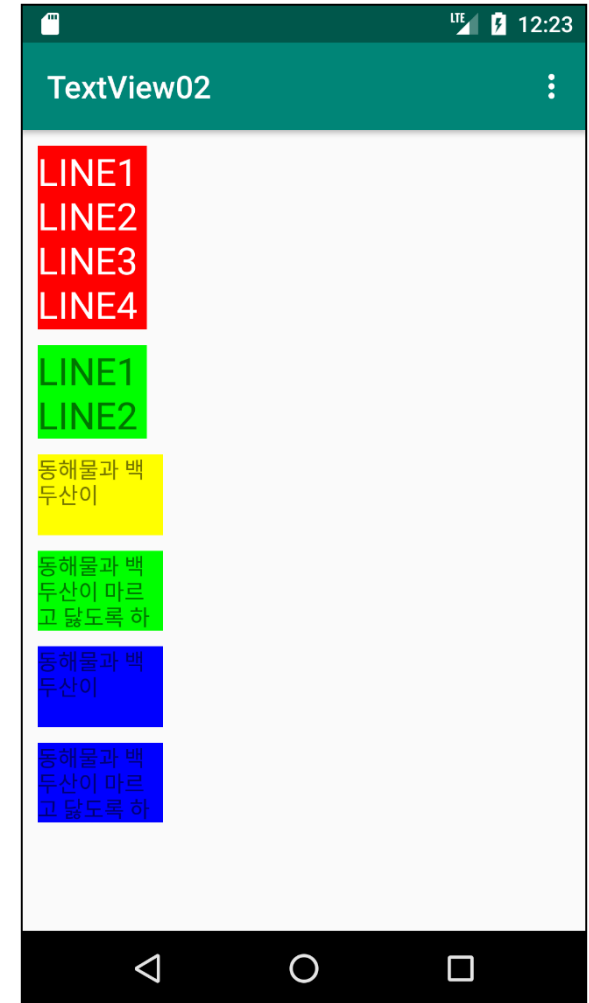 LTE 12:23
TextView02
LINE1
LINE2
LINE3
LINE4
LINE1
LINE2
동해물과 백
두산이
동해물과 백
두산이 마르
고 닳도록 하
동해물과 백
두산이
동해물과 백
두산이 마르
고 닳도록 하